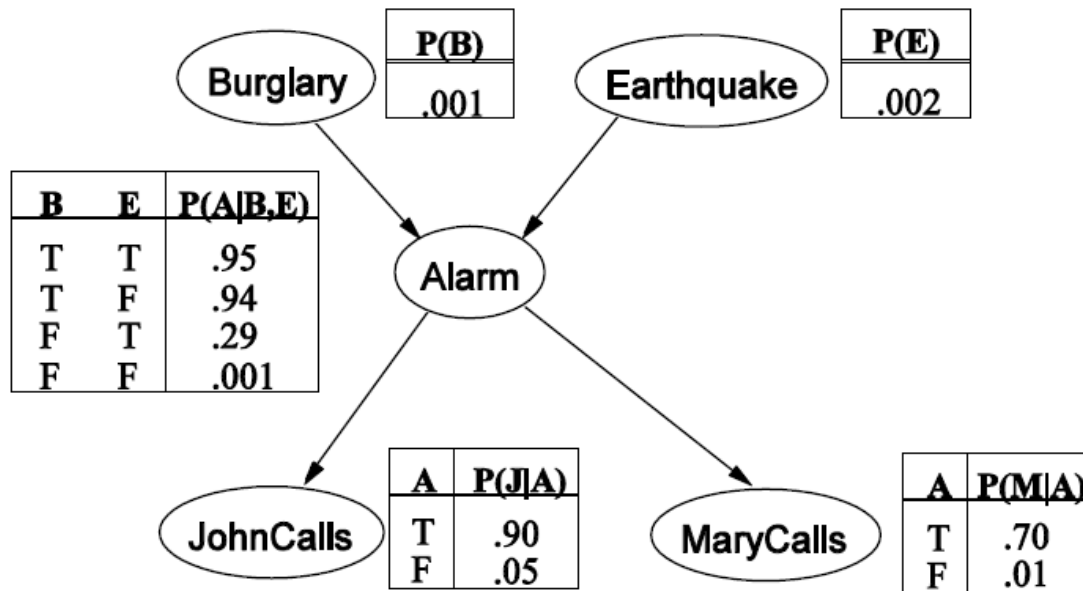 Burglary
P(B)
.001
Earthquake
P(E)
.002
B E P(A|B,E)
T T .95
T F .94
F T .29
F F .001
Alarm
JohnCalls
A P(J|A)
T .90
F .05
MaryCalls
A P(M|A)
T .70
F .01